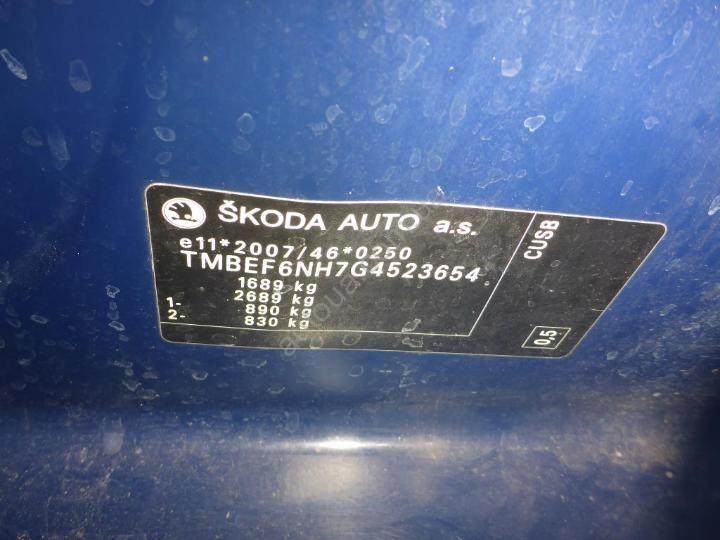 ŠKODA AUTO a.s.
e11*2007/46*0250
TMBEF6NH7G4523654
1689 kg
2689 kg
1- 890 kg
2- 830 kg
CUSB
0,5